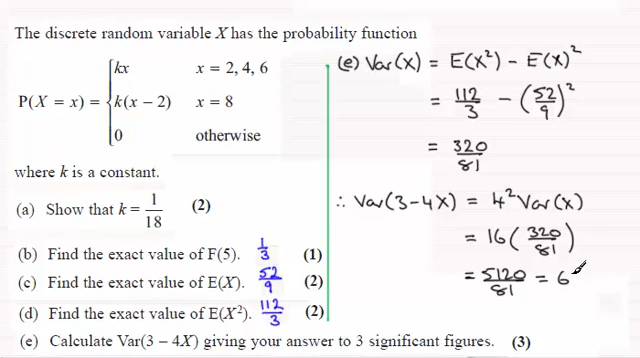 The discrete random variable X has the probability function
P(X = x) = { kx x = 2, 4, 6
k(x − 2) x = 8
0 otherwise
where k is a constant.
(a) Show that k = 1/18 (2)
(b) Find the exact value of F(5). 1/3 (1)
(c) Find the exact value of E(X). 52/9 (2)
(d) Find the exact value of E(X²). 112/3 (2)
(e) Calculate Var(3 − 4X) giving your answer to 3 significant figures. (3)
(e) Var(X) = E(X²) − E(X)²
= 112/3 − (52/9)²
= 320/81
∴ Var(3−4X) = 4² Var(X)
= 16(320/81)
= 5120/81 = 6